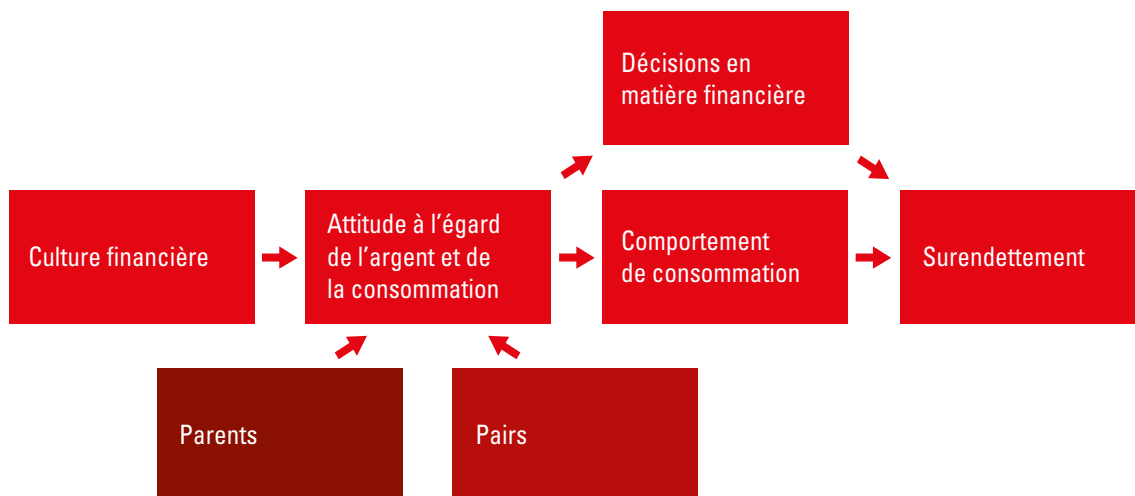 Décisions en
matière financière
Culture financière
Attitude à l’égard
de l’argent et de
la consommation
Comportement
de consommation
Surendettement
Parents
Pairs